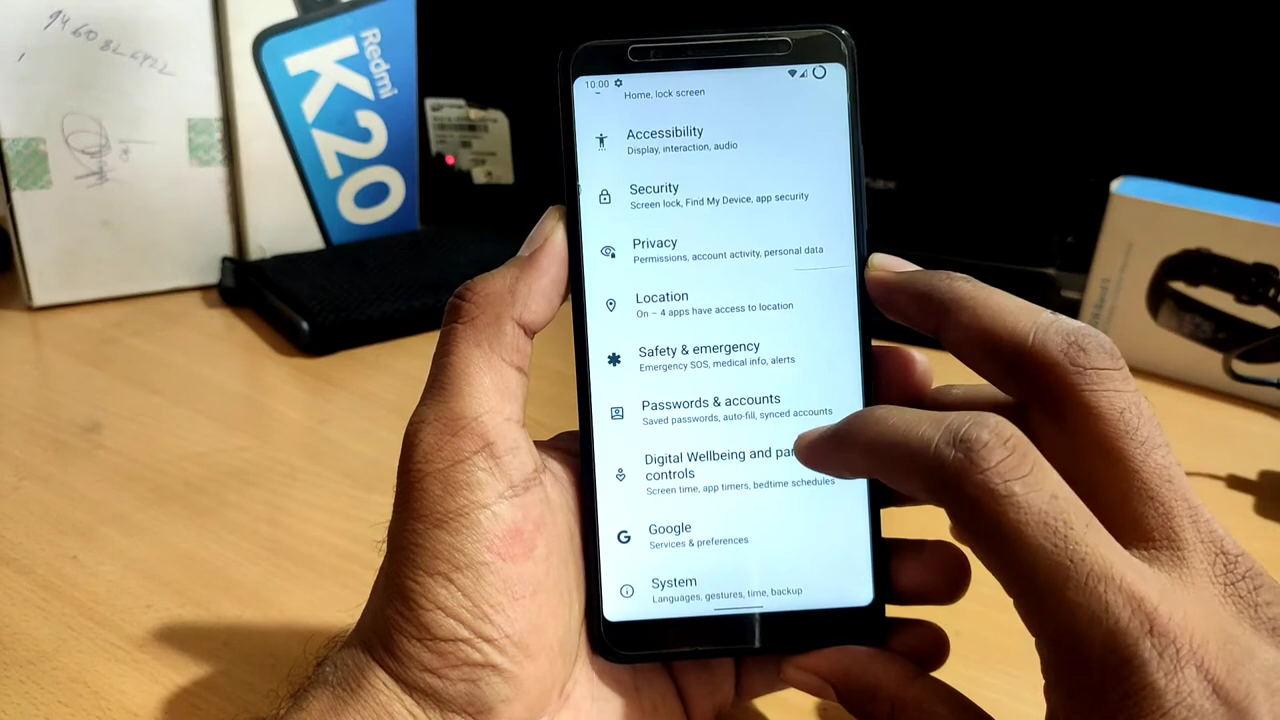 9460826422
Redmi
K20
10:00
Home, lock screen
Accessibility
Display, interaction, audio
Security
Screen lock, Find My Device, app security
Privacy
Permissions, account activity, personal data
Location
On – 4 apps have access to location
Safety & emergency
Emergency SOS, medical info, alerts
Passwords & accounts
Saved passwords, auto-fill, synced accounts
Digital Wellbeing and
controls
Screen time, app timers, bedtime schedules
Google
Services & preferences
System
Languages, gestures, time, backup